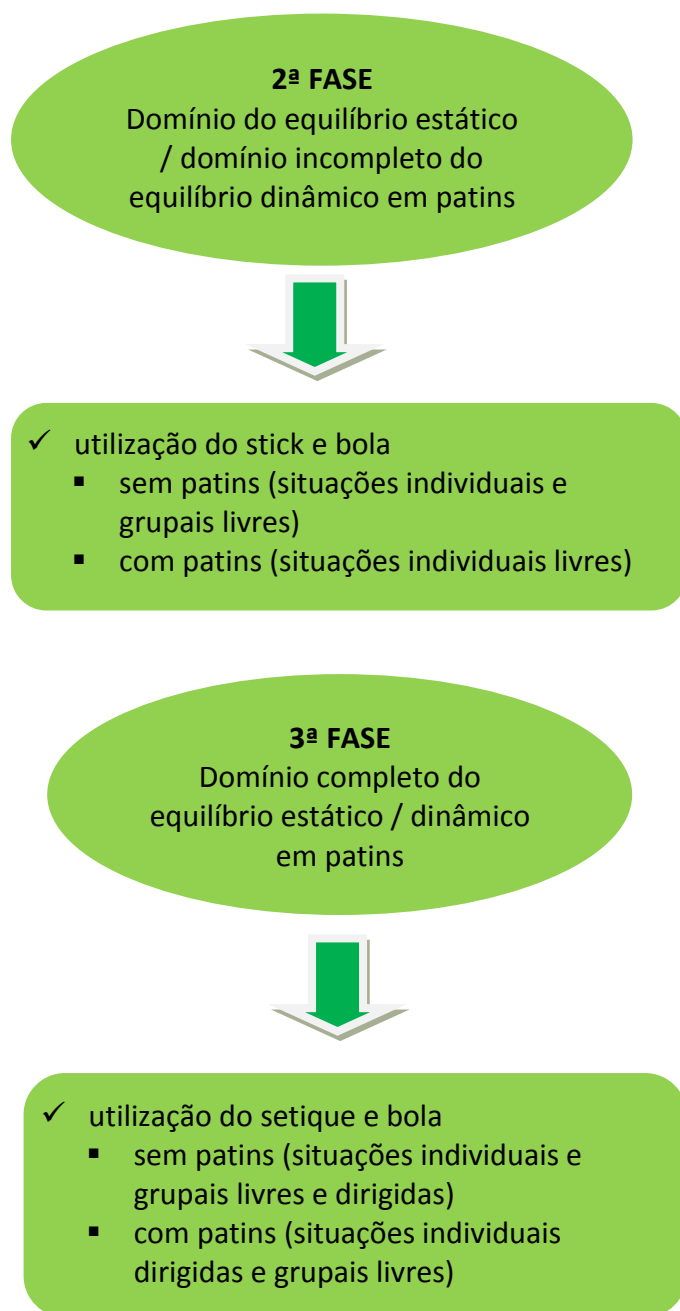 2ª FASE
Domínio do equilíbrio estático
/ domínio incompleto do
equilíbrio dinâmico em patins
✓ utilização do stick e bola
▪ sem patins (situações individuais e
grupais livres)
▪ com patins (situações individuais livres)
3ª FASE
Domínio completo do
equilíbrio estático / dinâmico
em patins
✓ utilização do setique e bola
▪ sem patins (situações individuais e
grupais livres e dirigidas)
▪ com patins (situações individuais
dirigidas e grupais livres)